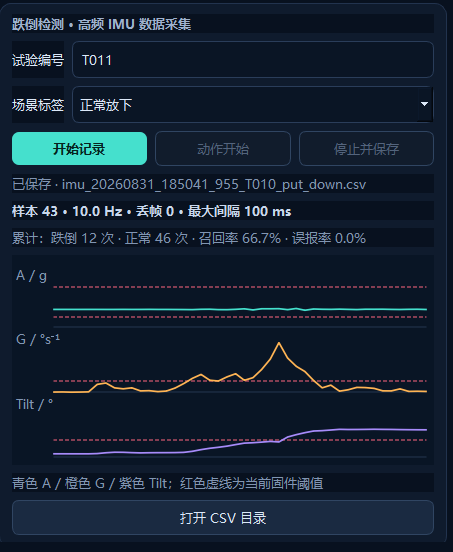 跌倒检测 • 高频 IMU 数据采集
试验编号 T011
场景标签 正常放下
开始记录 动作开始 停止并保存
已保存 · imu_20260831_185041_955_T010_put_down.csv
样本 43 • 10.0 Hz • 丢帧 0 • 最大间隔 100 ms
累计：跌倒 12 次 · 正常 46 次 · 召回率 66.7% · 误报率 0.0%
A / g
G / °s⁻¹
Tilt / °
青色 A / 橙色 G / 紫色 Tilt；红色虚线为当前固件阈值
打开 CSV 目录